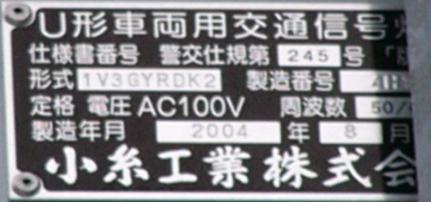 U形車両用交通信号
仕様書番号 警交仕規第 245 号
形式 1V3GYRDK2 製造番号
定格 電圧 AC100V 周波数 50/
製造年月 2004 年 8 月
小糸工業株式会